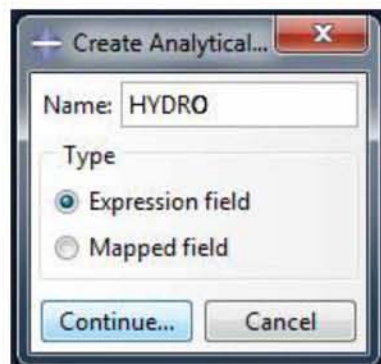 Create Analytical...
Name: HYDRO
Type
Expression field
Mapped field
Continue... Cancel